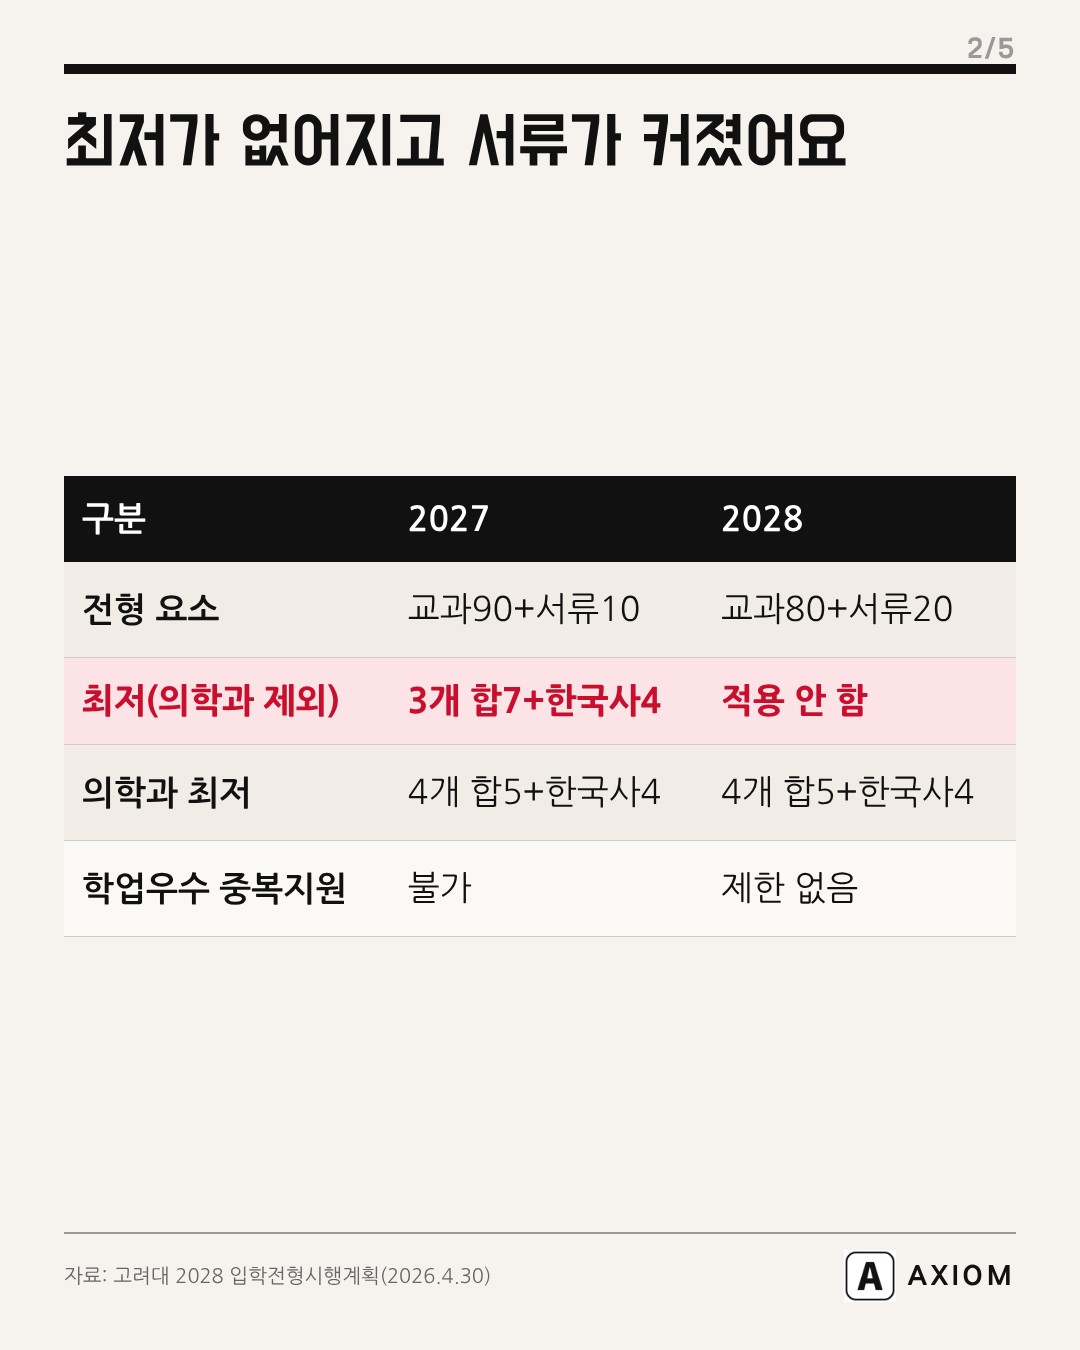 2/5
최저가 없어지고 서류가 커졌어요
구분 2027 2028
전형 요소 교과90+서류10 교과80+서류20
최저(의학과 제외) 3개 합7+한국사4 적용 안 함
의학과 최저 4개 합5+한국사4 4개 합5+한국사4
학업우수 중복지원 불가 제한 없음
자료: 고려대 2028 입학전형시행계획(2026.4.30)
A AXIOM